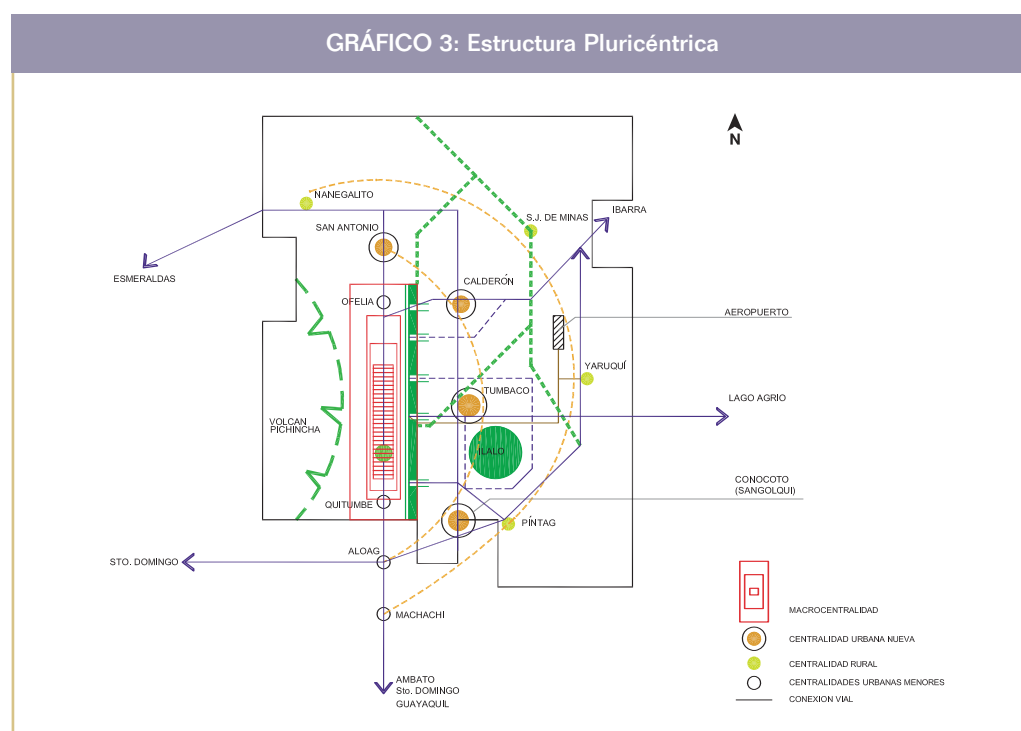 GRÁFICO 3: Estructura Pluricéntrica
N
NANEGALITO
S.J. DE MINAS
IBARRA
SAN ANTONIO
ESMERALDAS
CALDERÓN
OFELIA
AEROPUERTO
YARUQUÍ
TUMBACO
LAGO AGRIO
VOLCAN
PICHINCHA
ILALO
CONOCOTO
(SANGOLQUI)
QUITUMBE
PÍNTAG
ALOAG
STO. DOMINGO
MACHACHI
MACROCENTRALIDAD
CENTRALIDAD URBANA NUEVA
CENTRALIDAD RURAL
CENTRALIDADES URBANAS MENORES
CONEXION VIAL
AMBATO
Sto. DOMINGO
GUAYAQUIL